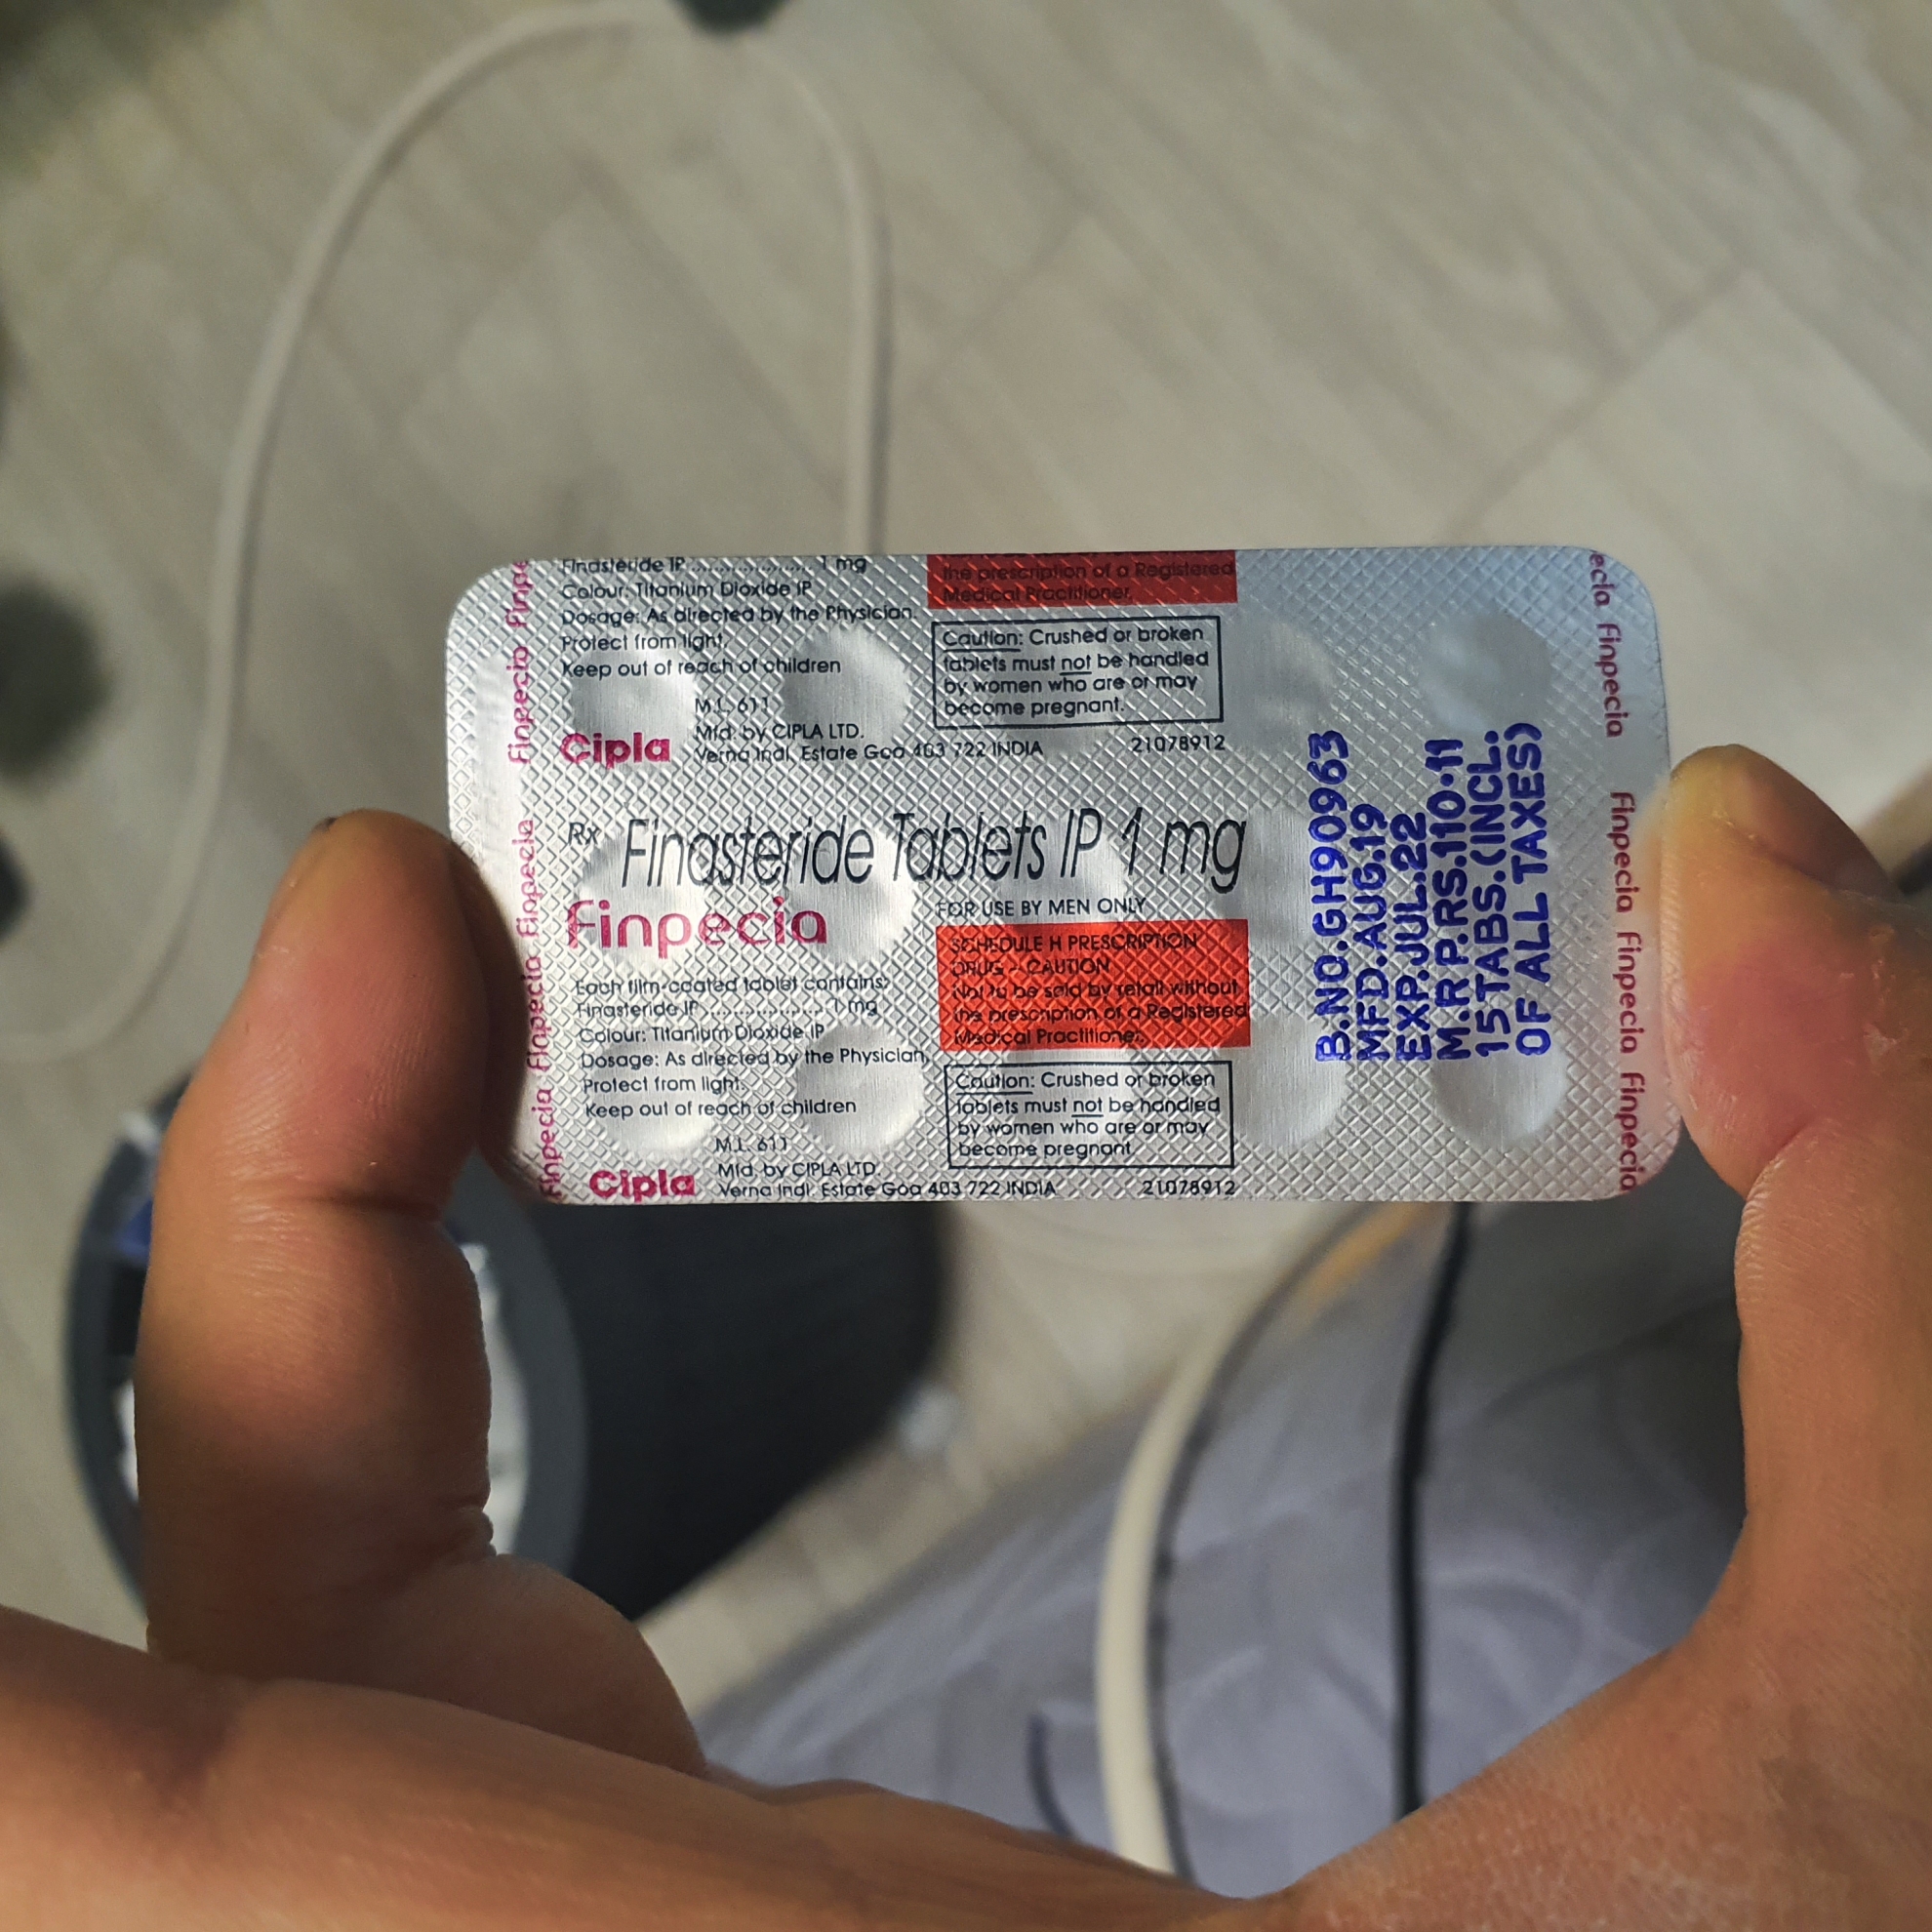 Finasteride IP ..................... 1 mg
Colour: Titanium Dioxide IP
Dosage: As directed by the Physician.
Protect from light.
Keep out of reach of children
the prescription of a Registered
Medical Practitioner.
Caution: Crushed or broken
tablets must not be handled
by women who are or may
become pregnant.
M.L. 611
Cipla
Mfd. by CIPLA LTD.
Verna Indl. Estate Goa 403 722 INDIA
21078912
Rx Finasteride Tablets IP 1 mg
Finpecia
FOR USE BY MEN ONLY
SCHEDULE H PRESCRIPTION
DRUG - CAUTION
Not to be sold by retail without
the prescription of a Registered
Medical Practitioner.
Each film-coated tablet contains:
Finasteride IP ..................... 1 mg
Colour: Titanium Dioxide IP
Dosage: As directed by the Physician.
Protect from light.
Keep out of reach of children
Caution: Crushed or broken
tablets must not be handled
by women who are or may
become pregnant.
M.L. 611
Cipla
Mfd. by CIPLA LTD.
Verna Indl. Estate Goa 403 722 INDIA
21078912
B.NO.GH90963
MFD.AUG.19
EXP.JUL.22
M.R.P.RS.110.11
15TABS.(INCL.
OF ALL TAXES)
Finpecia Finpecia Finpecia Finpecia Finpe
ecia Finpecia Finpecia Finpecia Finpecia